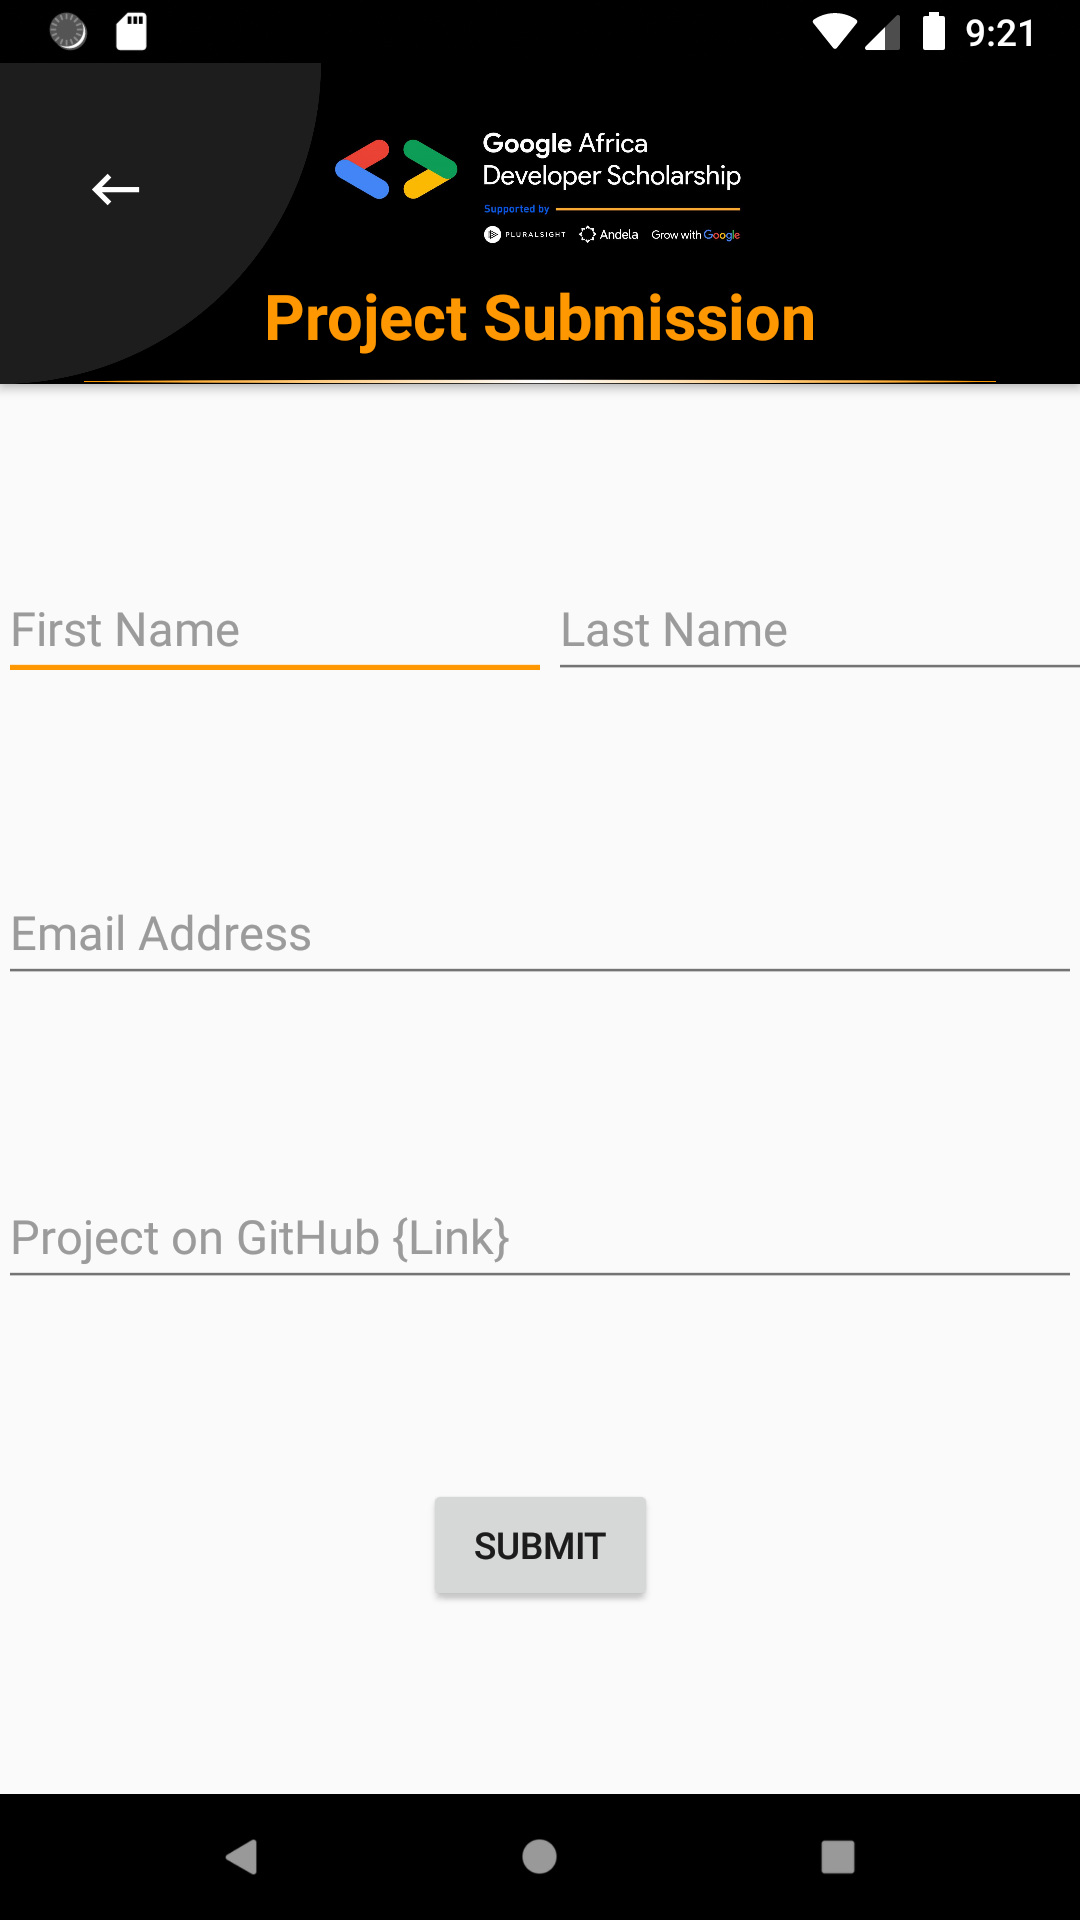 9:21
Google Africa
Developer Scholarship
Supported by
PLURALSIGHT Andela Grow with Google
Project Submission
First Name Last Name
Email Address
Project on GitHub {Link}
SUBMIT